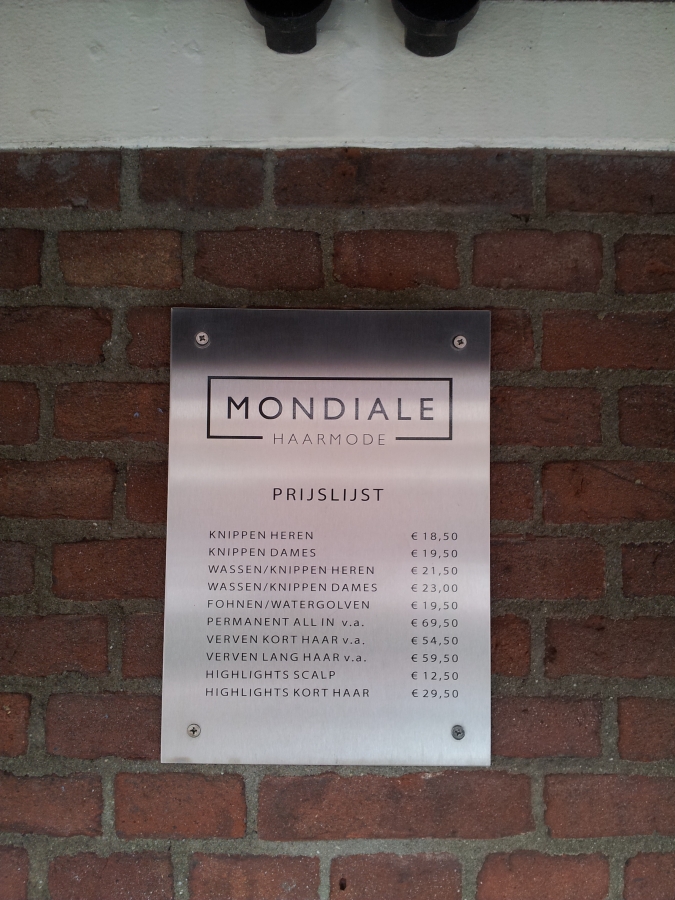 MONDIALE
HAARMODE
PRIJSLIJST
KNIPPEN HEREN € 18,50
KNIPPEN DAMES € 19,50
WASSEN/KNIPPEN HEREN € 21,50
WASSEN/KNIPPEN DAMES € 23,00
FOHNEN/WATERGOLVEN € 19,50
PERMANENT ALL IN v.a. € 69,50
VERVEN KORT HAAR v.a. € 54,50
VERVEN LANG HAAR v.a. € 59,50
HIGHLIGHTS SCALP € 12,50
HIGHLIGHTS KORT HAAR € 29,50